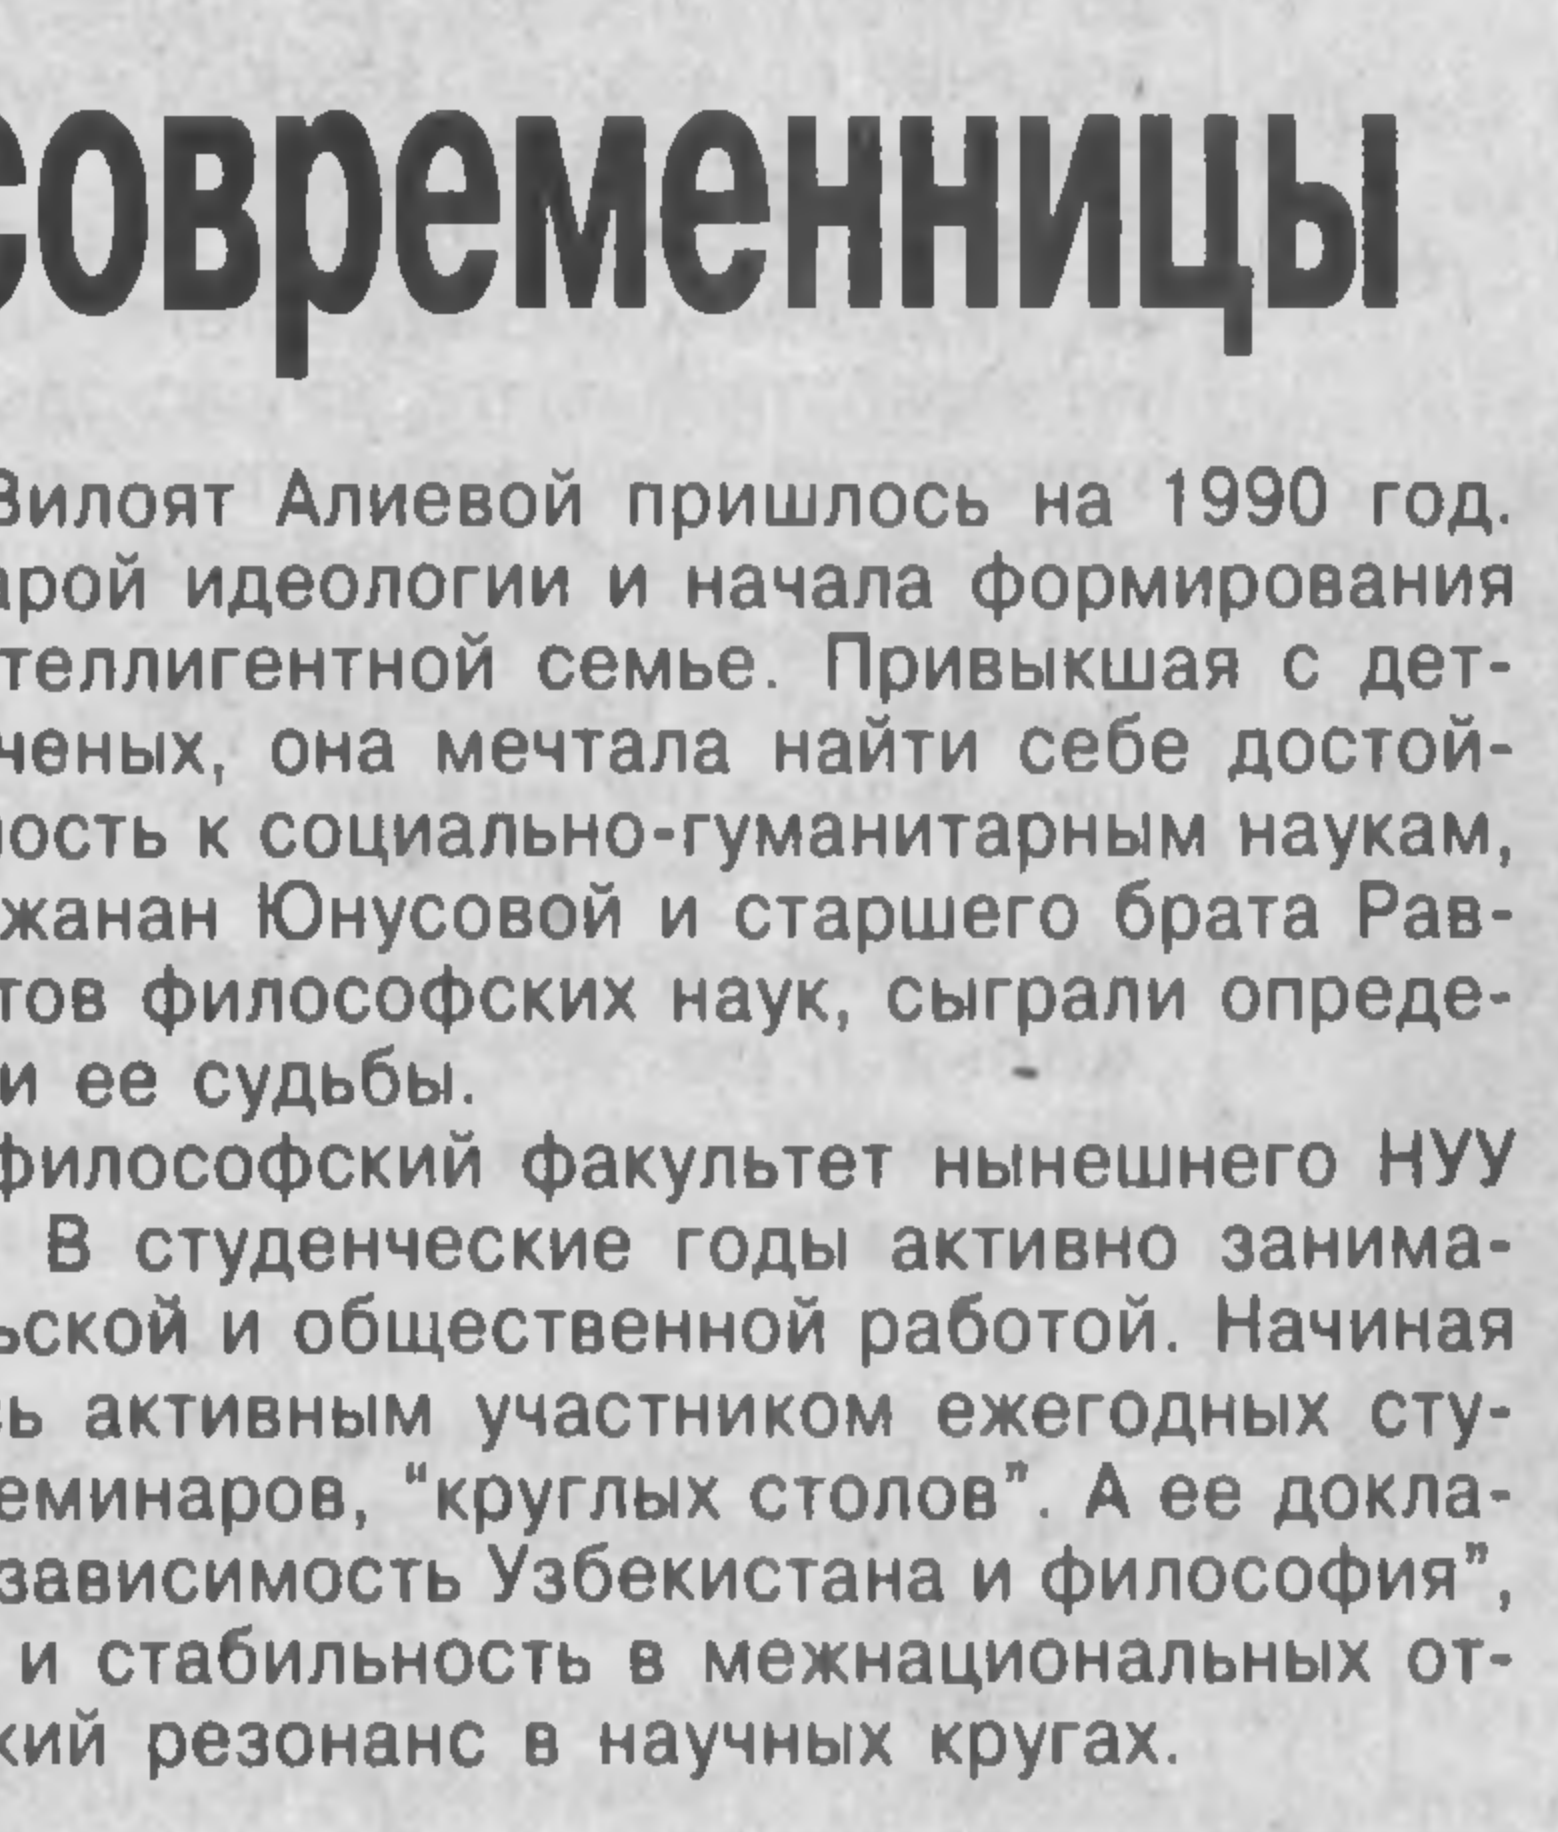 современницы
Вилоят Алиевой пришлось на 1990 год.
арой идеологии и начала формирования
теллигентной семье. Привыкшая с дет-
ченых, она мечтала найти себе достой-
ность к социально-гуманитарным наукам,
жанан Юнусовой и старшего брата Рав-
тов философских наук, сыграли опреде-
и ее судьбы.
философский факультет нынешнего НУУ
В студенческие годы активно занима-
ьской и общественной работой. Начиная
сь активным участником ежегодных сту-
еминаров, “круглых столов”. А ее докла-
зависимость Узбекистана и философия”,
и стабильность в межнациональных от-
кий резонанс в научных кругах.